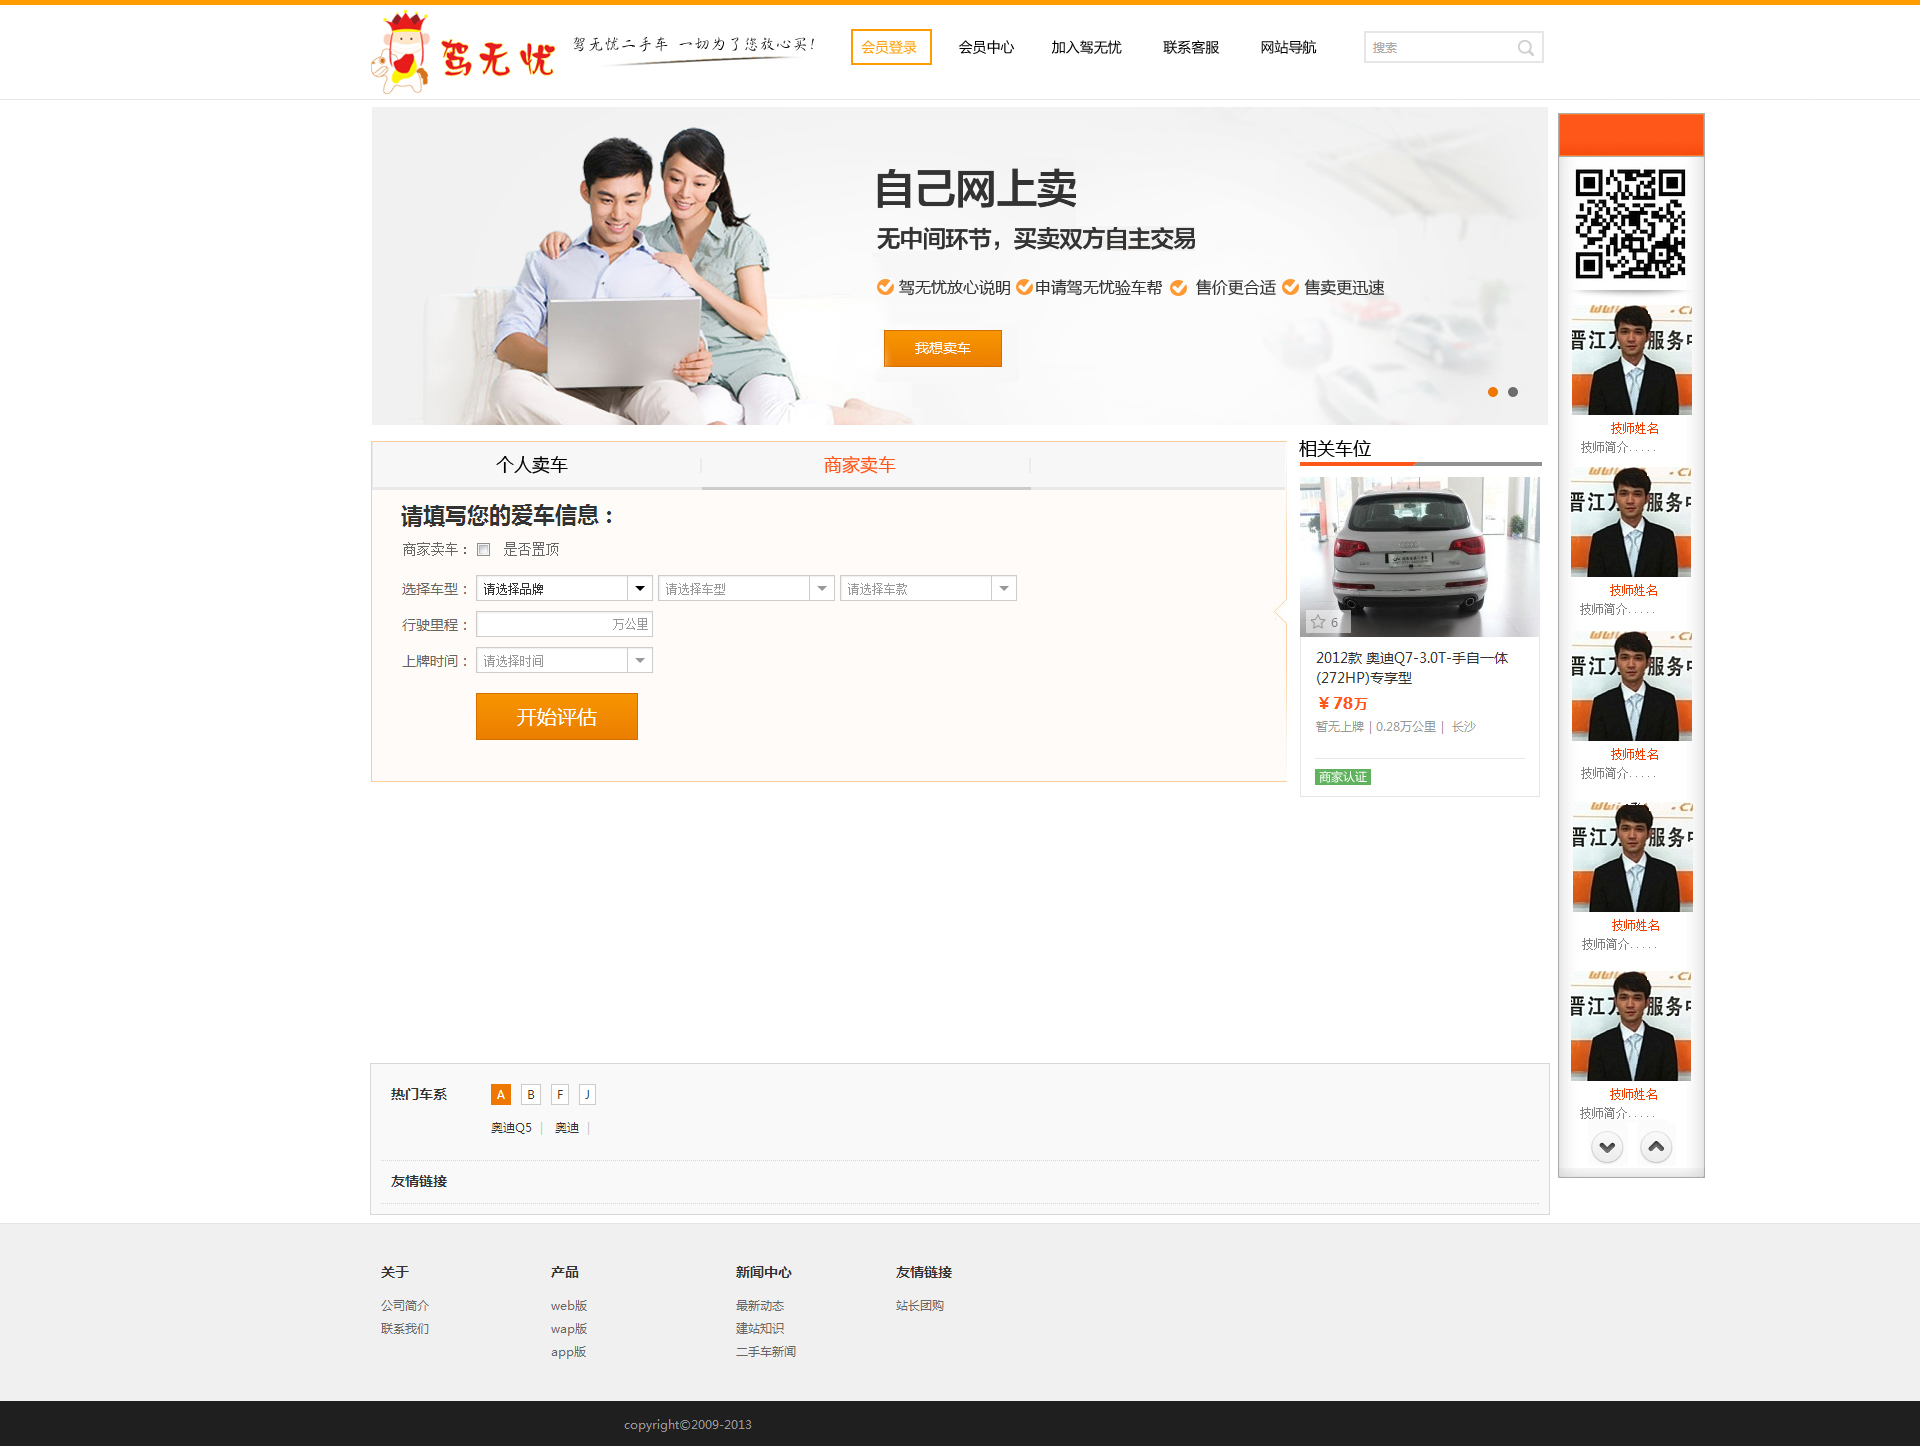 驾无忧
驾无忧二手车 一切为了您放心买!
会员登录 会员中心 加入驾无忧 联系客服 网站导航 搜索
自己网上卖
无中间环节，买卖双方自主交易
驾无忧放心说明 申请驾无忧验车帮 售价更合适 售卖更迅速
我想卖车
个人卖车 商家卖车
请填写您的爱车信息：
商家卖车： 是否置顶
选择车型： 请选择品牌 请选择车型 请选择车款
行驶里程： 万公里
上牌时间： 请选择时间
开始评估
相关车位
6
2012款 奥迪Q7-3.0T-手自一体
(272HP)专享型
￥78万
暂无上牌 | 0.28万公里 | 长沙
商家认证
晋江万 服务中
技师姓名
技师简介.....
晋江万 服务中
技师姓名
技师简介.....
晋江万 服务中
技师姓名
技师简介.....
晋江万 服务中
技师姓名
技师简介.....
晋江万 服务中
技师姓名
技师简介.....
热门车系 A B F J
奥迪Q5 | 奥迪 |
友情链接
关于 产品 新闻中心 友情链接
公司简介 web版 最新动态 站长团购
联系我们 wap版 建站知识
app版 二手车新闻
copyright©2009-2013